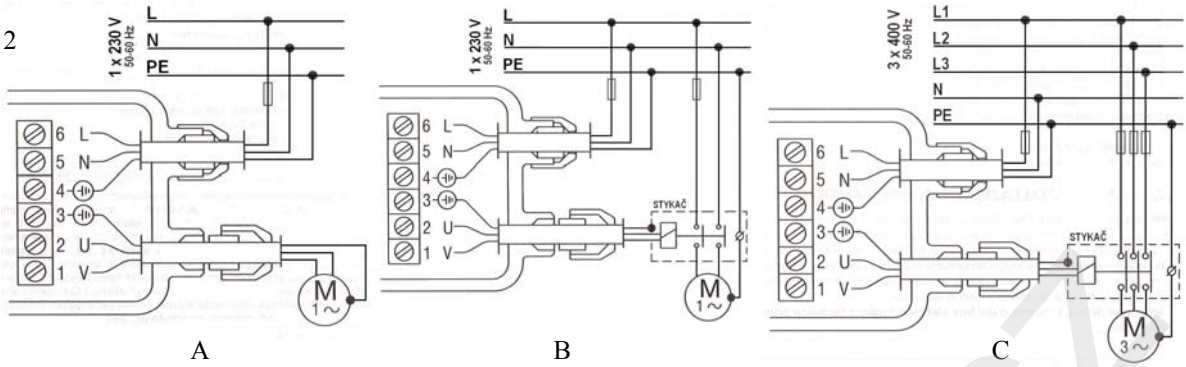 2
1 x 230 V
50-60 Hz
L
N
PE
6 L
5 N
4
3
2 U
1 V
M
1 ~
A
1 x 230 V
50-60 Hz
L
N
PE
6 L
5 N
4
3
2 U
1 V
STYKAČ
M
1 ~
B
3 x 400 V
50-60 Hz
L1
L2
L3
N
PE
6 L
5 N
4
3
2 U
1 V
STYKAČ
M
3 ~
C